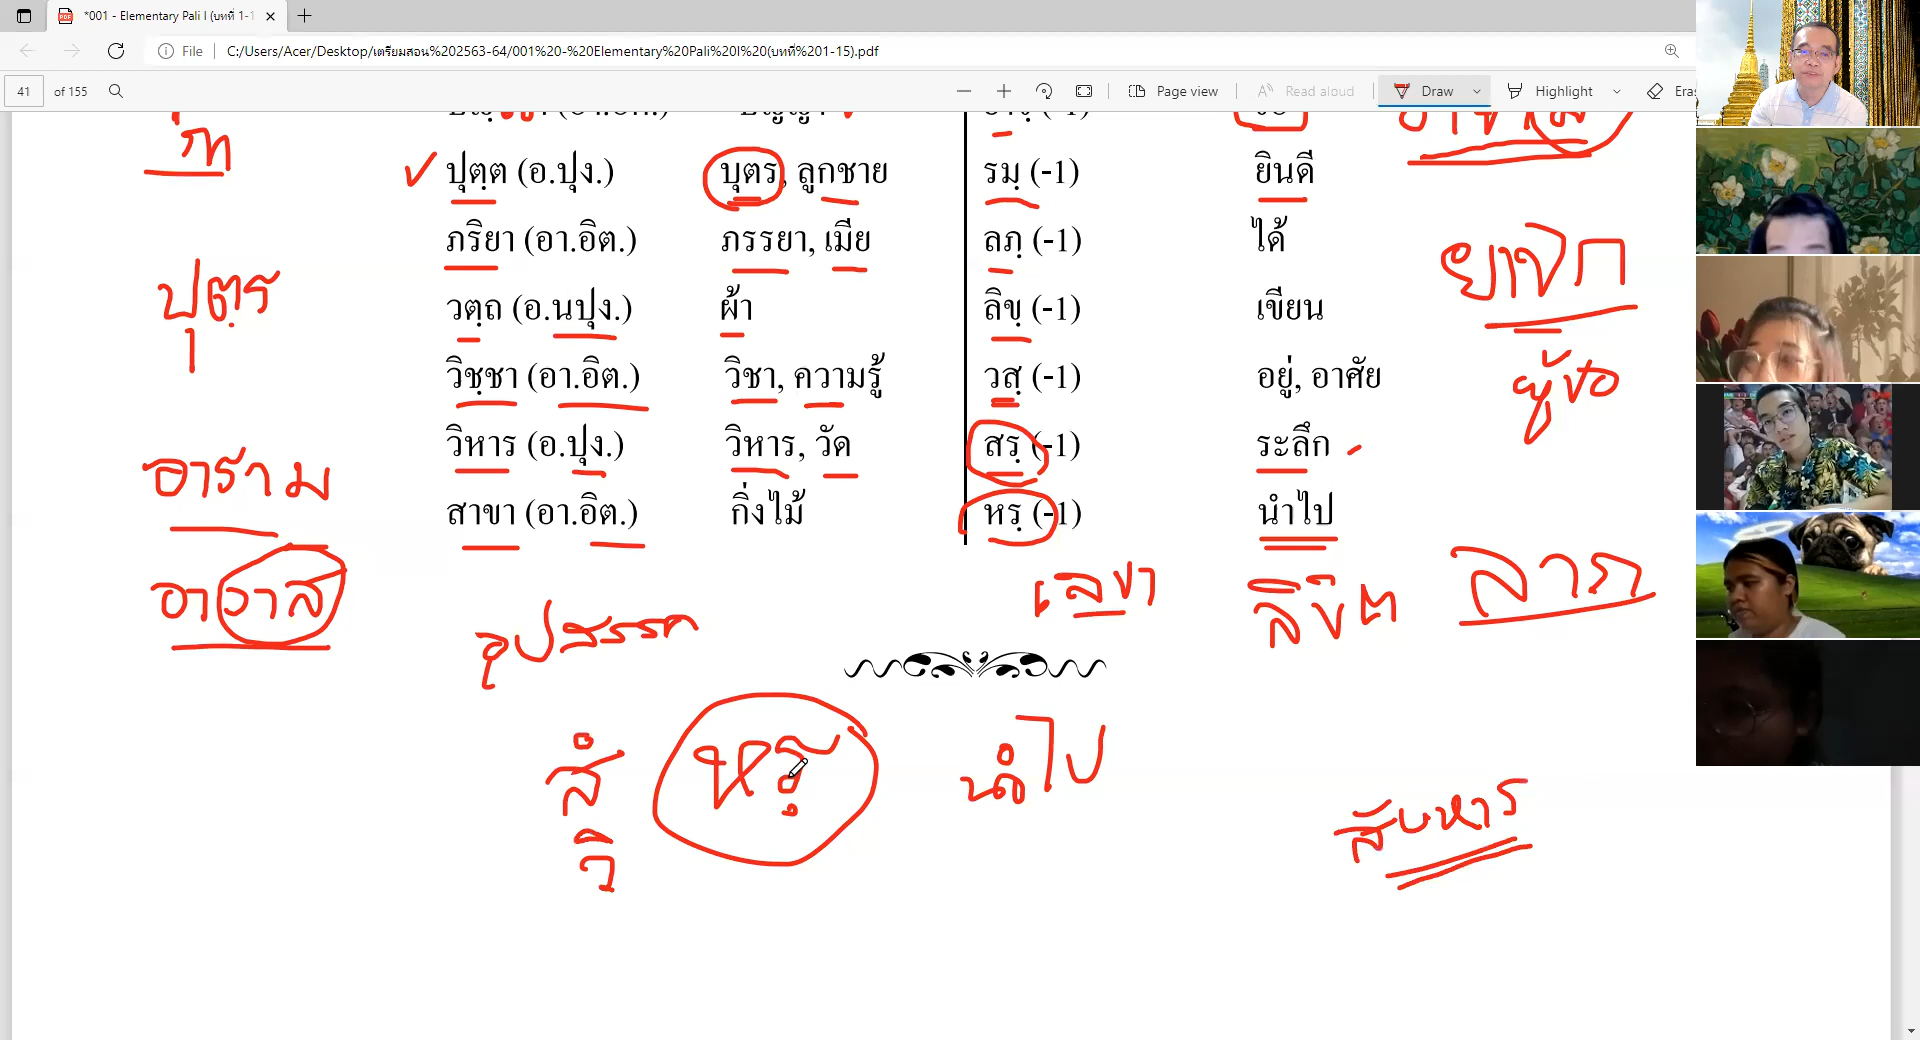 *001 - Elementary Pali I (บทที่ 1-1
File C:/Users/Acer/Desktop/เตรียมสอน%202563-64/001%20-%20Elementary%20Pali%20I%20(บทที่%201-15).pdf
41 of 155 Page view Read aloud Draw Highlight Eras
ปุตฺต (อ.ปุง.) บุตร, ลูกชาย รมฺ (-1) ยินดี
ภริยา (อา.อิต.) ภรรยา, เมีย ลภฺ (-1) ได้
วตฺถ (อ.นปุง.) ผ้า ลิขฺ (-1) เขียน
วิชฺชา (อา.อิต.) วิชา, ความรู้ วสฺ (-1) อยู่, อาศัย
วิหาร (อ.ปุง.) วิหาร, วัด สรฺ (-1) ระลึก
สาขา (อา.อิต.) กิ่งไม้ หรฺ (-1) นำไป
ปุตฺร
ยาจก
ผู้ขอ
อาราม
อาวาส
อุปสรรค
เลขา
ลิขิต
ลาภ
สํ หรฺ นำไป
วิ
สังหาร